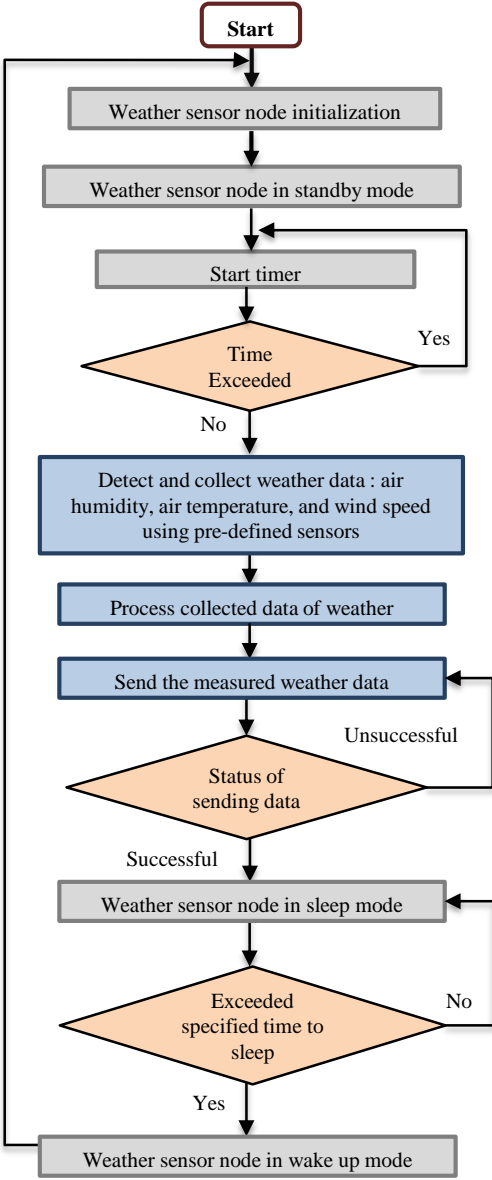 Start
Weather sensor node initialization
Weather sensor node in standby mode
Start timer
Time
Exceeded
Yes
No
Detect and collect weather data : air
humidity, air temperature, and wind speed
using pre-defined sensors
Process collected data of weather
Send the measured weather data
Unsuccessful
Status of
sending data
Successful
Weather sensor node in sleep mode
Exceeded
specified time to
sleep
No
Yes
Weather sensor node in wake up mode